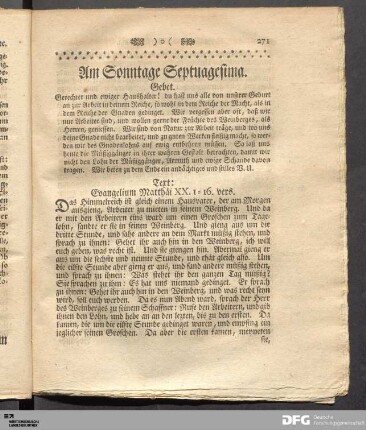 )o( 271
Am Sonntage Septuagesima.
Gebet.
Gerechter und ewiger Haushalter! du hast uns alle von unsrer Geburt
an zur Arbeit in deinem Reiche, so wohl in dem Reiche der Macht, als in
dem Reiche der Gnaden gedinget. Wir vergessen aber oft, daß wir
nur Arbeiter sind, und wollen gerne der Früchte des Weinberges, als
Herren, geniessen. Wir sind von Natur zur Arbeit träge, und wo uns
deine Gnade nicht bearbeitet, und zu guten Werken fleißig macht, so wer-
den wir des Gnadenlohns auf ewig entbehren müssen. So laß uns
heute die Müßiggänger in ihrer wahren Gestalt betrachten, damit wir
nicht den Lohn der Müßiggänger, Armuth und ewige Schande davon
tragen. Wir beten zu dem Ende ein andächtiges und stilles V. U.
Text:
Evangelium Matthäi XX. 1-16. vers.
Das Himmelreich ist gleich einem Hausvater, der am Morgen
ausgieng, Arbeiter zu mieten in seinem Weinberg. Und da
er mit den Arbeitern eins ward um einen Groschen zum Tage-
lohn, sandte er sie in seinen Weinberg. Und gieng aus um die
dritte Stunde, und sahe andere an dem Markt müßig stehen, und
sprach zu ihnen: Gehet ihr auch hin in den Weinberg, ich will
euch geben, was recht ist. Und sie giengen hin. Abermal gieng er
aus um die sechste und neunte Stunde, und thät gleich also. Um
die eilfte Stunde aber gieng er aus, und fand andere müßig stehen,
und sprach zu ihnen: Was stehet ihr den ganzen Tag müßig?
Sie sprachen zu ihm: Es hat uns niemand gedinget. Er sprach
zu ihnen: Gehet ihr auch hin in den Weinberg, und was recht seyn
wird, soll euch werden. Da es nun Abend ward, sprach der Herr
des Weinberges zu seinem Schaffner: Rufe den Arbeitern, und gieb
ihnen den Lohn, und hebe an an den lezten, bis zu den ersten. Da
kamen, die um die eilfte Stunde gedinget waren, und empfing ein
jeglicher seinen Groschen. Da aber die ersten kamen, meyneten
sie,
DFG Deutsche
Forschungsgemeinschaft